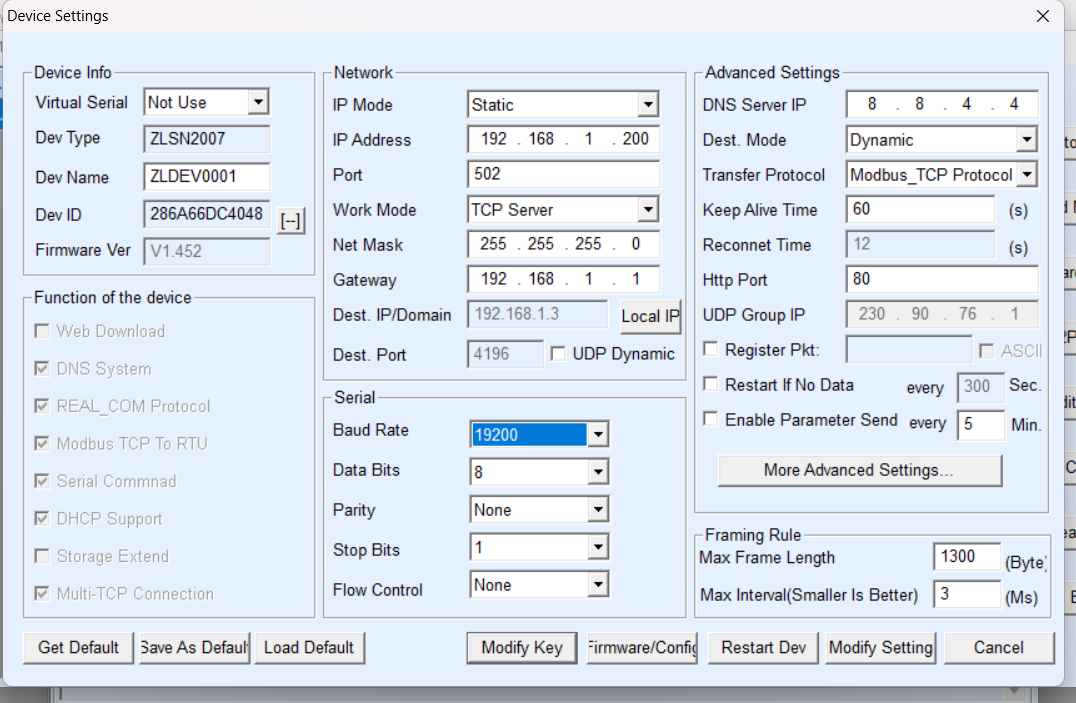 Device Settings
Device Info
Virtual Serial Not Use
Dev Type ZLSN2007
Dev Name ZLDEV0001
Dev ID 286A66DC4048 [--]
Firmware Ver V1.452
Function of the device
Web Download
DNS System
REAL_COM Protocol
Modbus TCP To RTU
Serial Commnad
DHCP Support
Storage Extend
Multi-TCP Connection
Network
IP Mode Static
IP Address 192 . 168 . 1 . 200
Port 502
Work Mode TCP Server
Net Mask 255 . 255 . 255 . 0
Gateway 192 . 168 . 1 . 1
Dest. IP/Domain 192.168.1.3 Local IP
Dest. Port 4196 UDP Dynamic
Serial
Baud Rate 19200
Data Bits 8
Parity None
Stop Bits 1
Flow Control None
Advanced Settings
DNS Server IP 8 . 8 . 4 . 4
Dest. Mode Dynamic
Transfer Protocol Modbus_TCP Protocol
Keep Alive Time 60 (s)
Reconnet Time 12 (s)
Http Port 80
UDP Group IP 230 . 90 . 76 . 1
Register Pkt: ASCII
Restart If No Data every 300 Sec.
Enable Parameter Send every 5 Min.
More Advanced Settings...
Framing Rule
Max Frame Length 1300 (Byte)
Max Interval(Smaller Is Better) 3 (Ms)
Get Default Save As Default Load Default Modify Key Firmware/Config Restart Dev Modify Setting Cancel